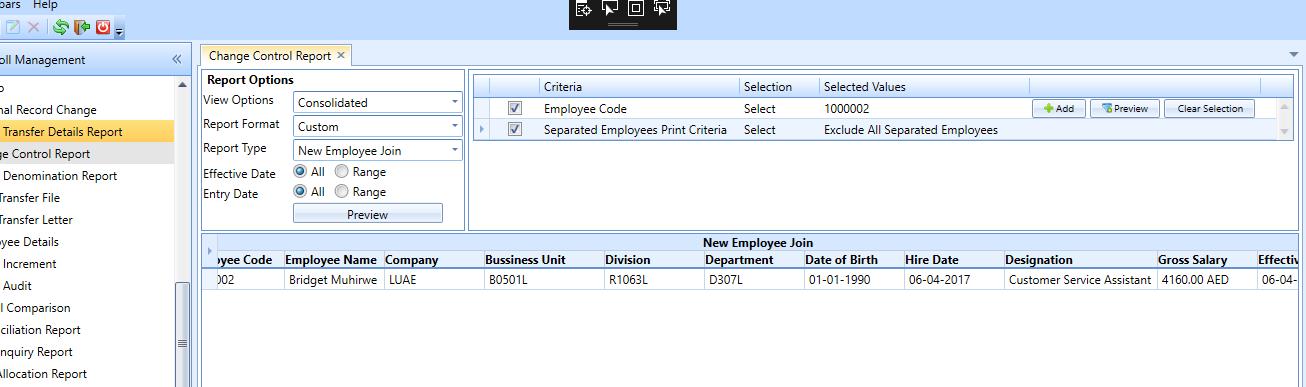 bars Help
oll Management
Change Control Report
nal Record Change
Transfer Details Report
ge Control Report
Denomination Report
Transfer File
Transfer Letter
yee Details
Increment
Audit
l Comparison
ciliation Report
nquiry Report
Allocation Report
Report Options
View Options Consolidated
Report Format Custom
Report Type New Employee Join
Effective Date All Range
Entry Date All Range
Preview
Criteria Selection Selected Values
Employee Code Select 1000002 Add Preview Clear Selection
Separated Employees Print Criteria Select Exclude All Separated Employees
New Employee Join
oyee Code Employee Name Company Bussiness Unit Division Department Date of Birth Hire Date Designation Gross Salary Effectiv
002 Bridget Muhirwe LUAE B0501L R1063L D307L 01-01-1990 06-04-2017 Customer Service Assistant 4160.00 AED 06-04-